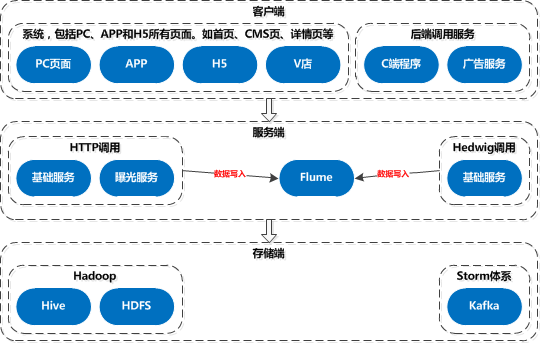 客户端
系统，包括PC、APP和H5所有页面。如首页、CMS页、详情页等
后端调用服务
PC页面
APP
H5
V店
C端程序
广告服务
服务端
HTTP调用
Hedwig调用
基础服务
曝光服务
数据写入
Flume
数据写入
基础服务
存储端
Hadoop
Storm体系
Hive
HDFS
Kafka